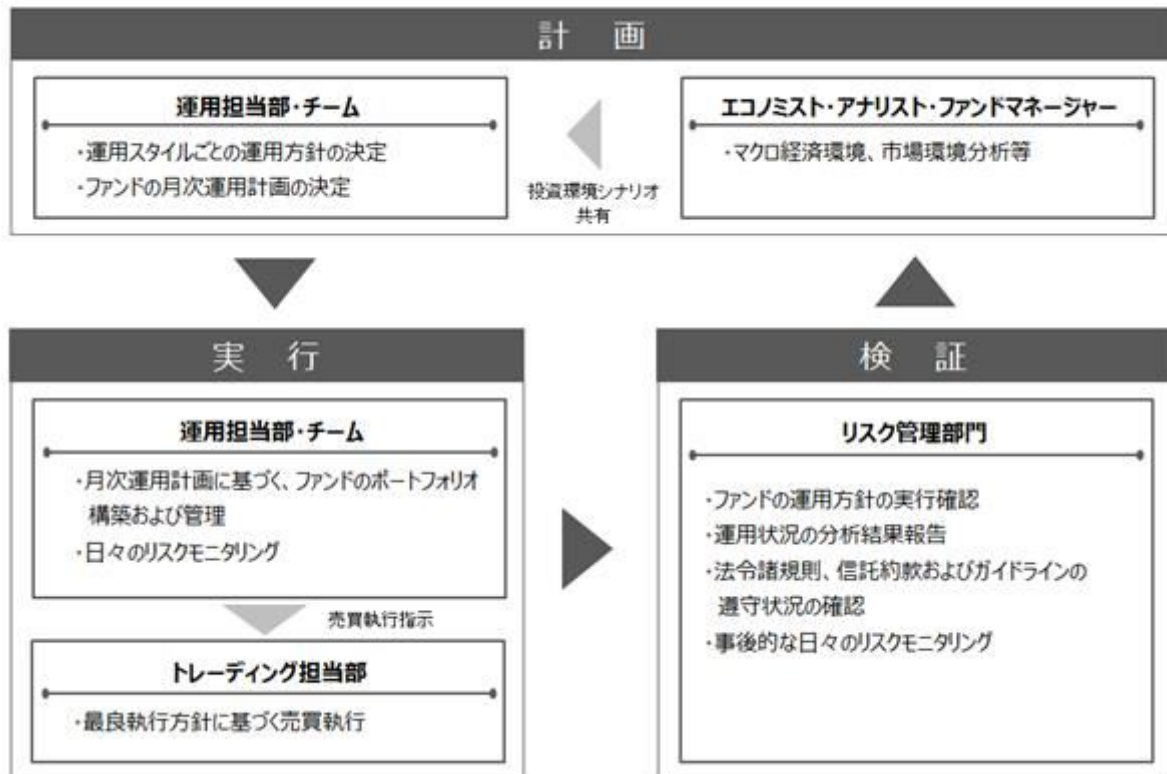 計 画
運用担当部・チーム
・運用スタイルごとの運用方針の決定
・ファンドの月次運用計画の決定
投資環境シナリオ
共有
エコノミスト・アナリスト・ファンドマネージャー
・マクロ経済環境、市場環境分析等
実 行
運用担当部・チーム
・月次運用計画に基づく、ファンドのポートフォリオ
構築および管理
・日々のリスクモニタリング
売買執行指示
トレーディング担当部
・最良執行方針に基づく売買執行
検 証
リスク管理部門
・ファンドの運用方針の実行確認
・運用状況の分析結果報告
・法令諸規則、信託約款およびガイドラインの
遵守状況の確認
・事後的な日々のリスクモニタリング